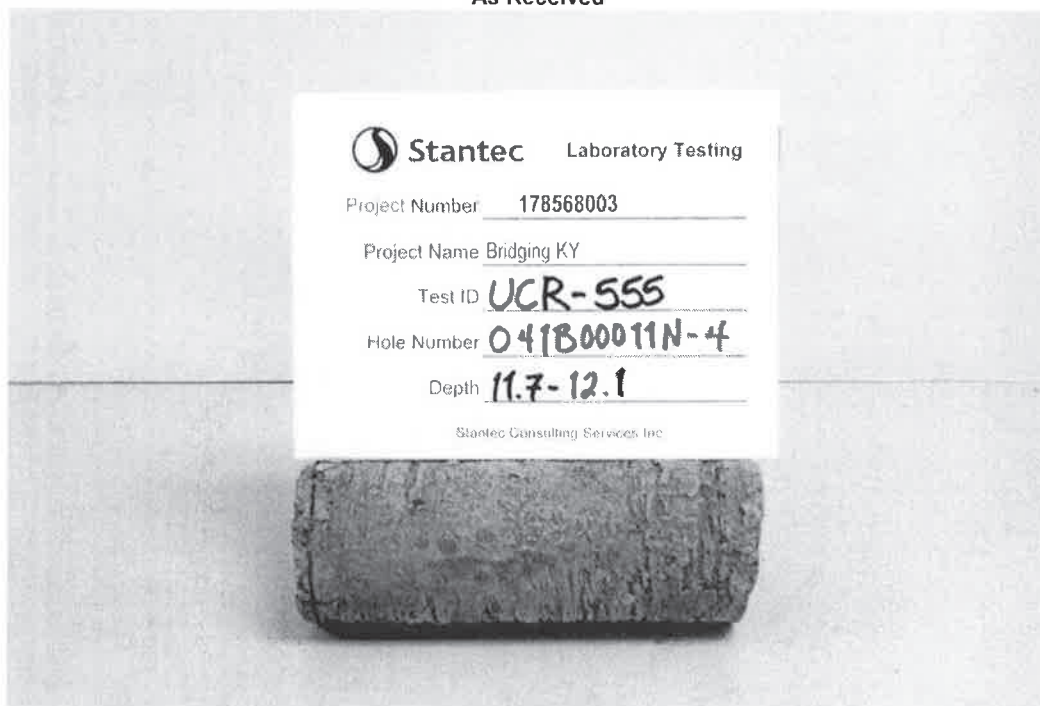 As Received
Stantec Laboratory Testing
Project Number 178568003
Project Name Bridging KY
Test ID UCR-555
Hole Number 041B00011N-4
Depth 11.7-12.1
Stantec Consulting Services Inc.